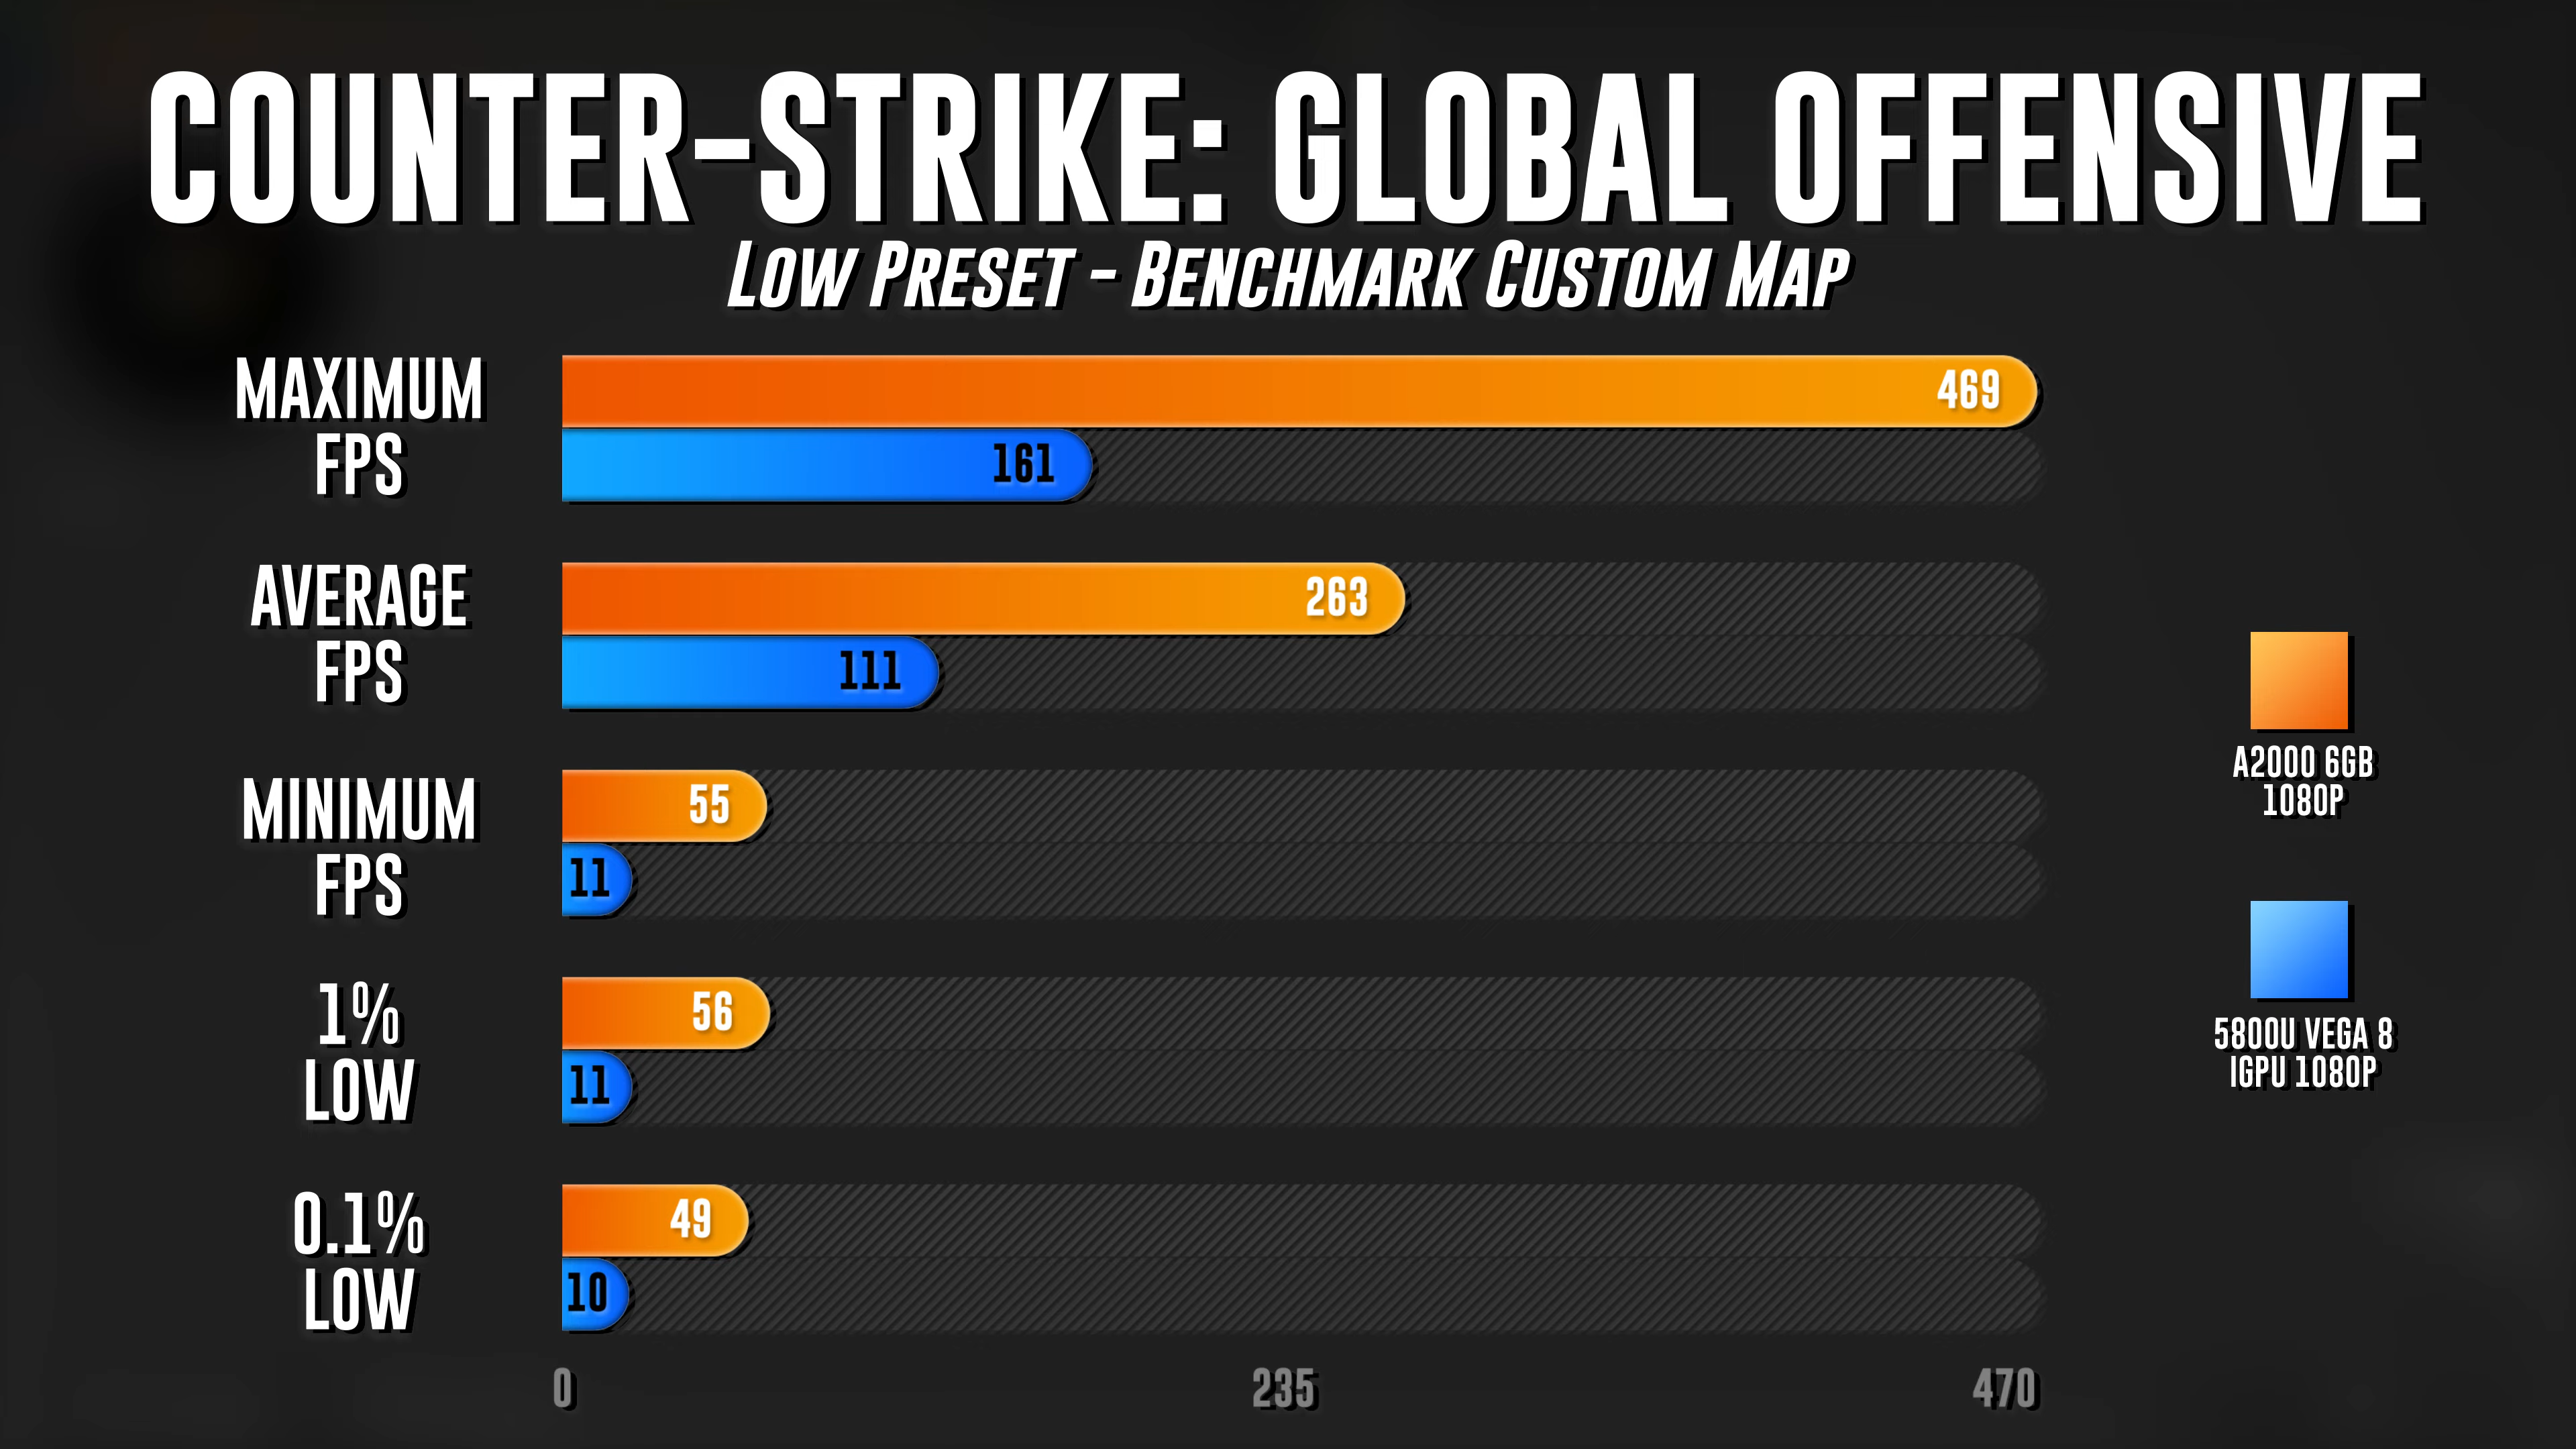 COUNTER-STRIKE: GLOBAL OFFENSIVE
LOW PRESET - BENCHMARK CUSTOM MAP
MAXIMUM
FPS
469
161
AVERAGE
FPS
263
111
MINIMUM
FPS
55
11
1%
LOW
56
11
0.1%
LOW
49
10
0
235
470
A2000 6GB
1080P
5800U VEGA 8
IGPU 1080P